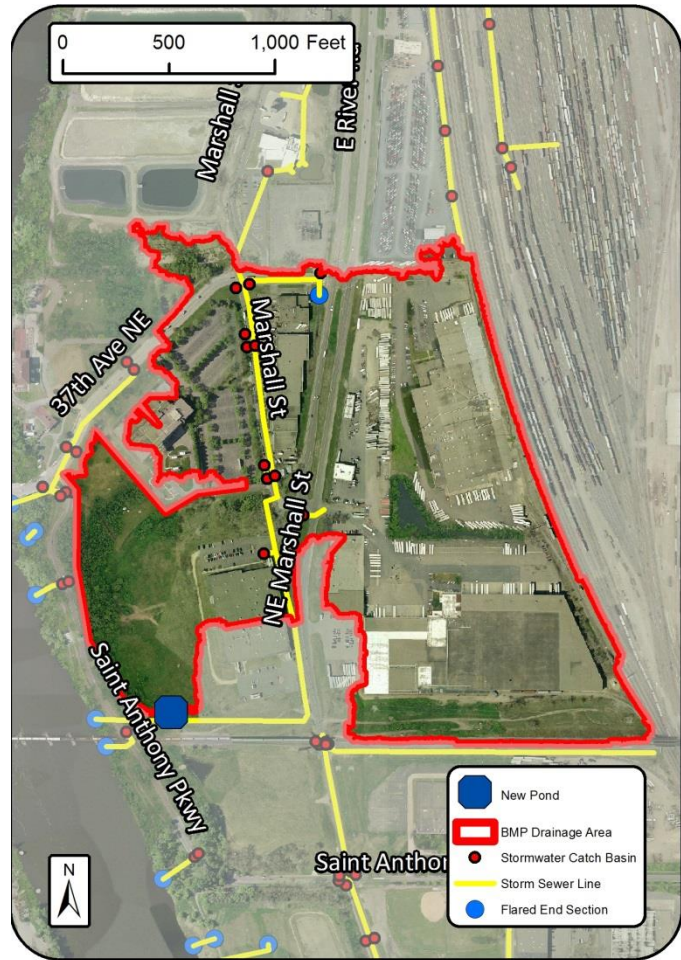 0 500 1,000 Feet
Marshall
E River
37th Ave NE
Marshall St
NE Marshall St
Saint Anthony Pkwy
Saint Anthon
N
New Pond
BMP Drainage Area
Stormwater Catch Basin
Storm Sewer Line
Flared End Section